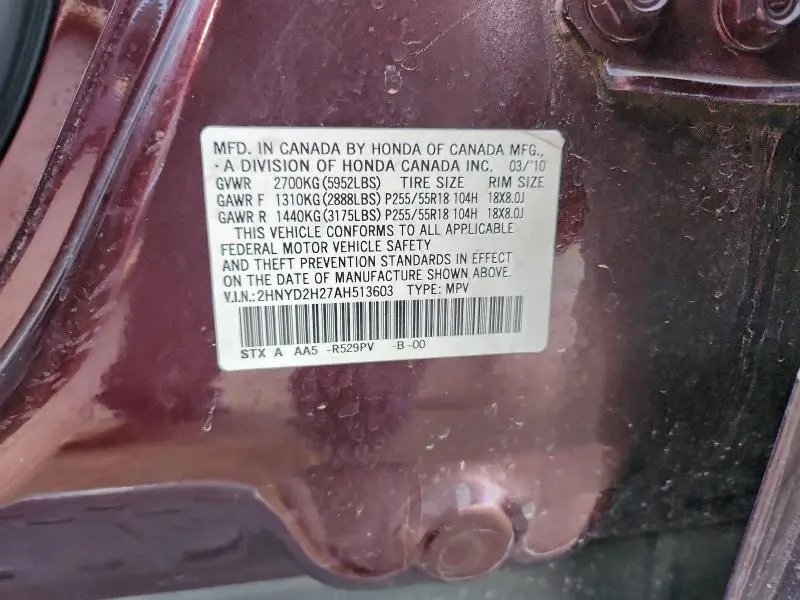 MFD. IN CANADA BY HONDA OF CANADA MFG.,
A DIVISION OF HONDA CANADA INC. 03/'10
GVWR 2700KG(5952LBS) TIRE SIZE RIM SIZE
GAWR F 1310KG(2888LBS) P255/55R18 104H 18X8.0J
GAWR R 1440KG(3175LBS) P255/55R18 104H 18X8.0J
THIS VEHICLE CONFORMS TO ALL APPLICABLE
FEDERAL MOTOR VEHICLE SAFETY
AND THEFT PREVENTION STANDARDS IN EFFECT
ON THE DATE OF MANUFACTURE SHOWN ABOVE.
V.I.N.:2HNYD2H27AH513603 TYPE: MPV
STX A AA5 -R529PV -B-00